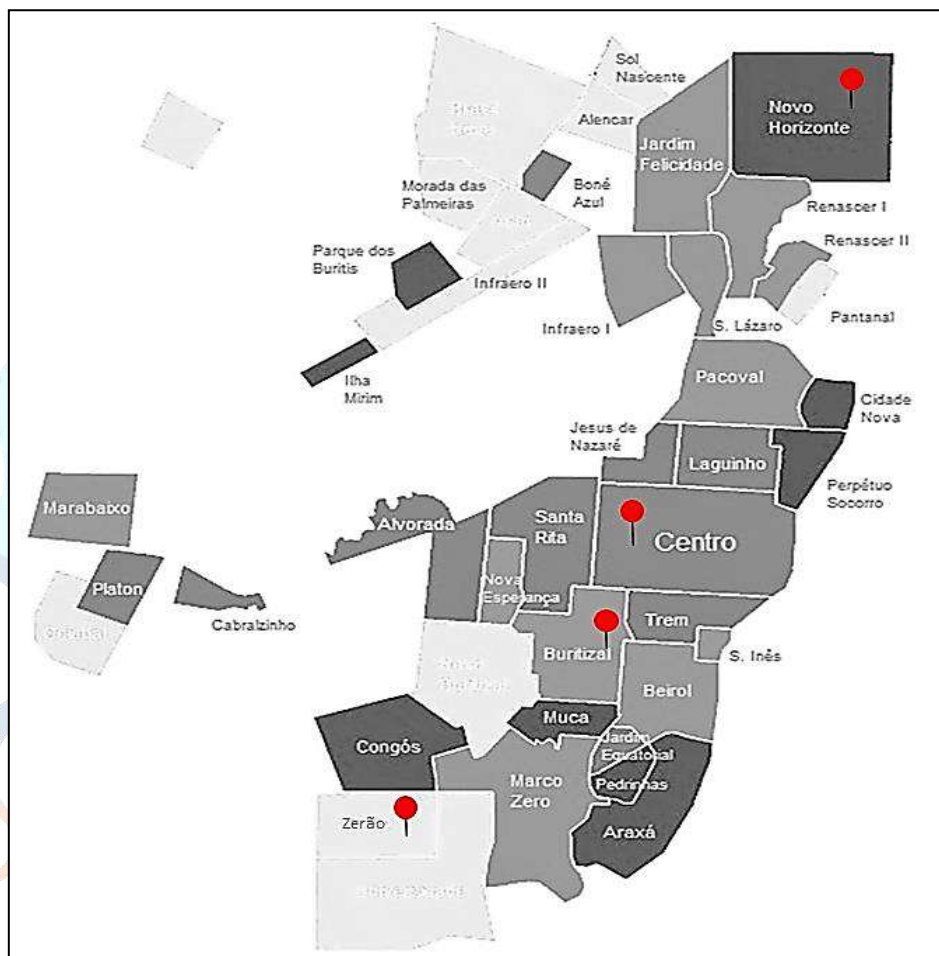 Sol
Nascente
Alencar
Novo
Horizonte
Jardim
Felicidade
Morada das
Palmeiras
Boné
Azul
Renascer I
Renascer II
Parque dos
Buritis
Infraero II
Infraero I
S. Lázaro
Pantanal
Ilha
Mirim
Pacoval
Cidade
Nova
Jesus de
Nazaré
Laguinho
Perpétuo
Socorro
Marabaixo
Alvorada
Santa
Rita
Centro
Platon
Cabralzinho
Nova
Esperança
Trem
Buritizal
S. Inês
Beirol
Muca
Congós
Jardim
Equatorial
Marco
Zero
Pedrinhas
Zerão
Araxá